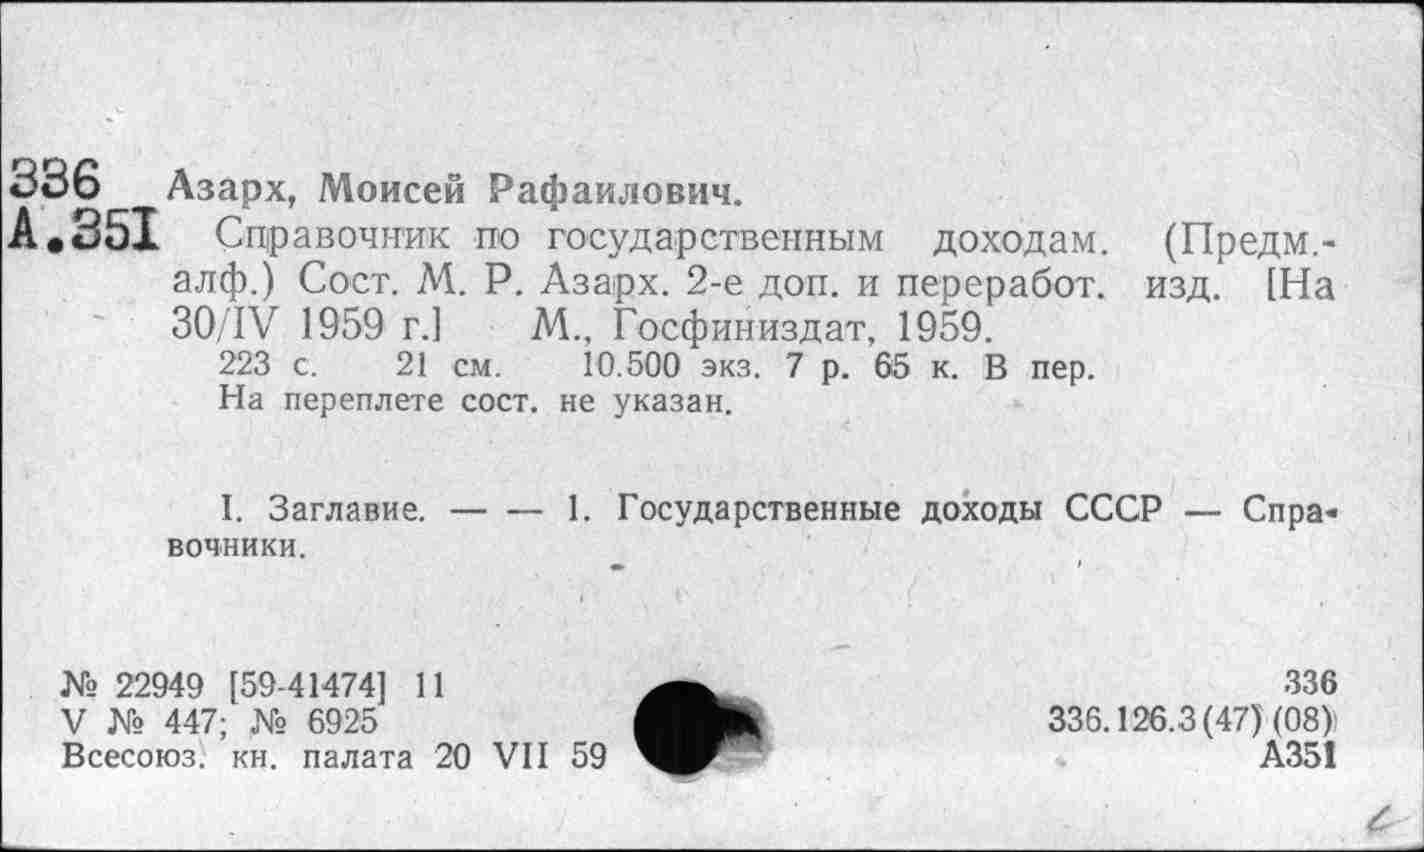 336 Азарх, Моисей Рафаилович.
А.351 Справочник по государственным доходам. (Предм.-
алф.) Сост. М. Р. Азарх. 2-е доп. и переработ. изд. [На
30/IV 1959 г.] М., Госфиниздат, 1959.
223 с. 21 см. 10.500 экз. 7 р. 65 к. В пер.
На переплете сост. не указан.
I. Заглавие. — — 1. Государственные доходы СССР — Спра-
вочники.
№ 22949 [59-41474] 11
V № 447; № 6925
Всесоюз. кн. палата 20 VII 59
336
336.126.3(47)(08)
А351